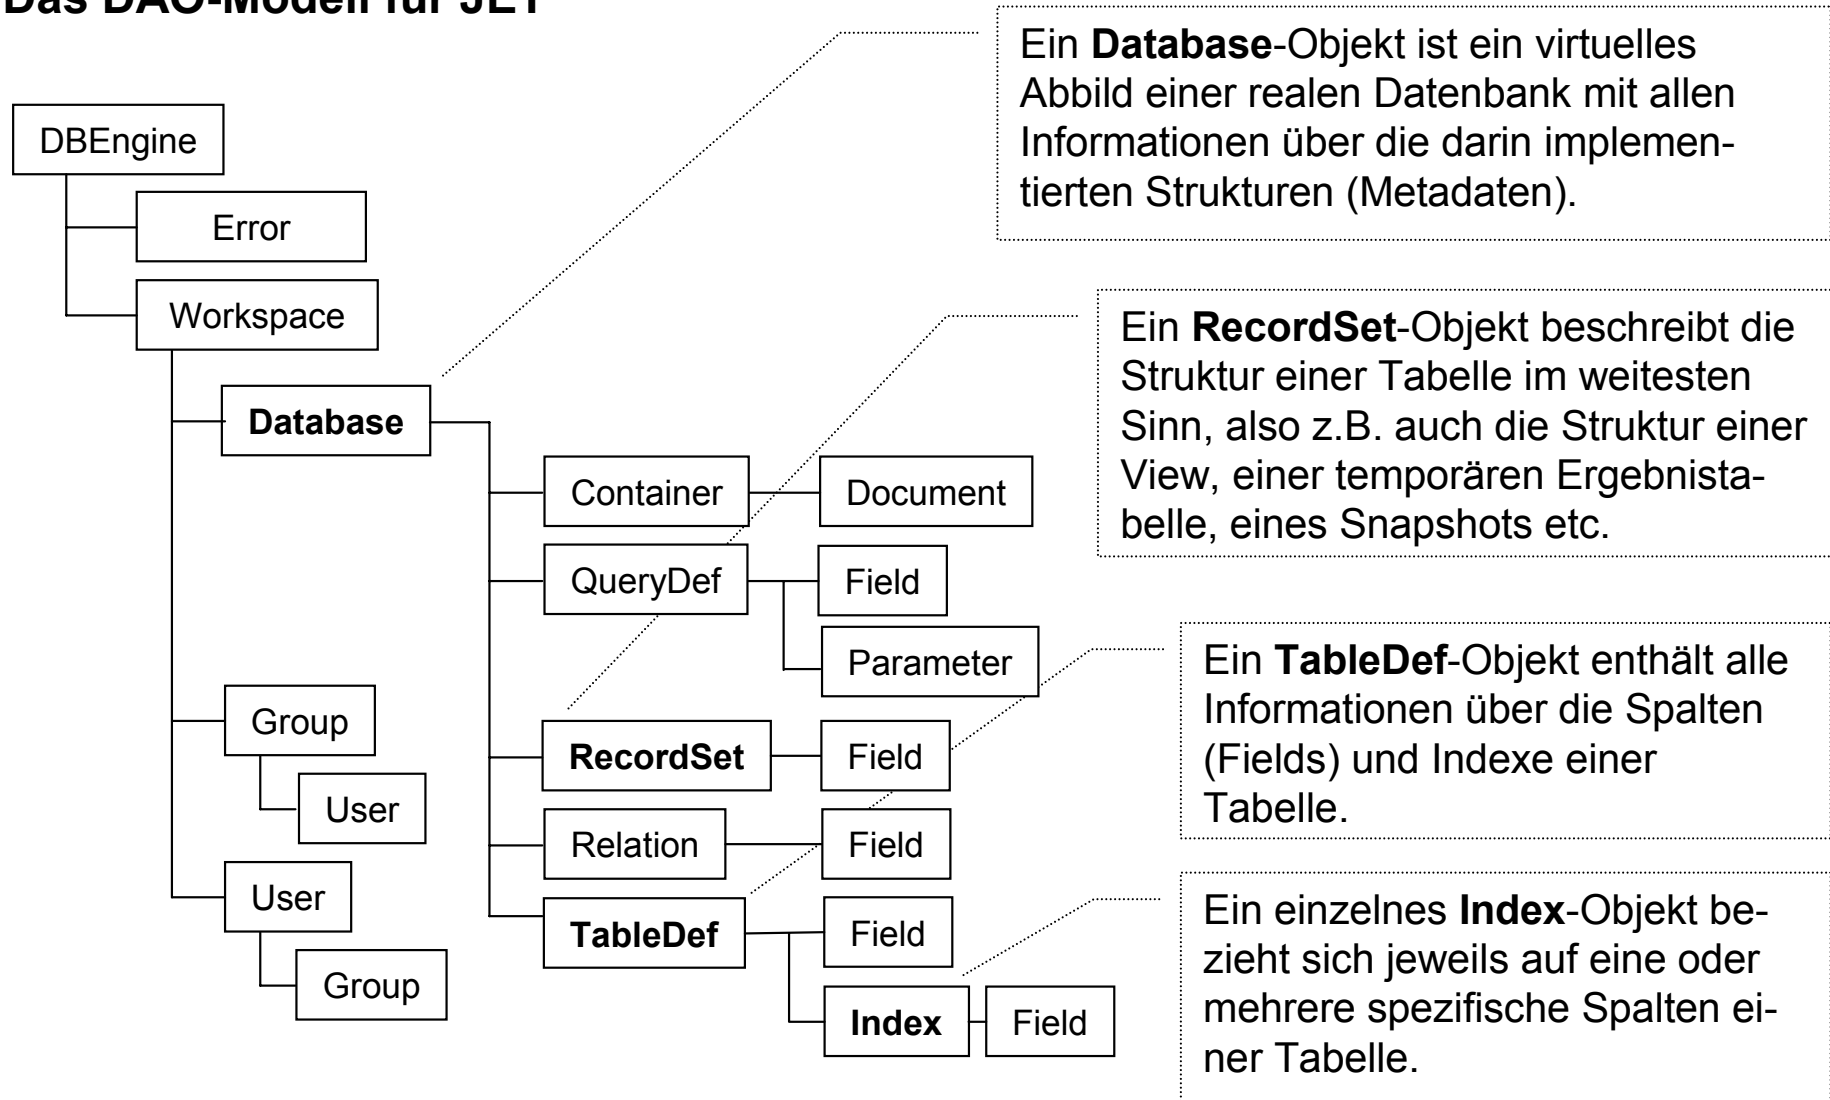 Das DAO-Modell für JET
Ein Database-Objekt ist ein virtuelles
Abbild einer realen Datenbank mit allen
Informationen über die darin implemen-
tierten Strukturen (Metadaten).
DBEngine
Error
Workspace
Ein RecordSet-Objekt beschreibt die
Struktur einer Tabelle im weitesten
Sinn, also z.B. auch die Struktur einer
View, einer temporären Ergebnista-
belle, eines Snapshots etc.
Database
Container
Document
QueryDef
Field
Parameter
Ein TableDef-Objekt enthält alle
Informationen über die Spalten
(Fields) und Indexe einer
Tabelle.
Group
User
RecordSet
Field
Relation
Field
User
Group
TableDef
Field
Index
Field
Ein einzelnes Index-Objekt be-
zieht sich jeweils auf eine oder
mehrere spezifische Spalten ei-
ner Tabelle.